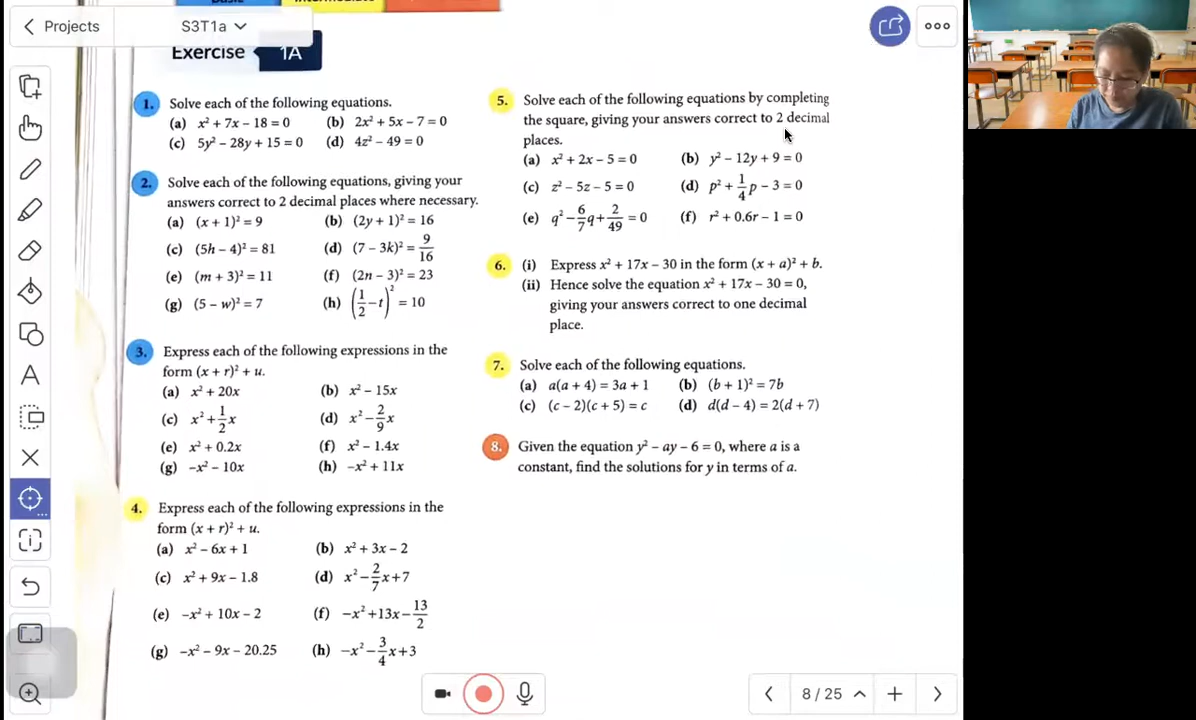 Basic
Intermediate
Projects
S3T1a
Exercise 1A
1. Solve each of the following equations.
(a) x² + 7x − 18 = 0 (b) 2x² + 5x − 7 = 0
(c) 5y² − 28y + 15 = 0 (d) 4z² − 49 = 0
2. Solve each of the following equations, giving your
answers correct to 2 decimal places where necessary.
(a) (x + 1)² = 9 (b) (2y + 1)² = 16
(c) (5h − 4)² = 81 (d) (7 − 3k)² = 9/16
(e) (m + 3)² = 11 (f) (2n − 3)² = 23
(g) (5 − w)² = 7 (h) (1/2 − t)² = 10
3. Express each of the following expressions in the
form (x + r)² + u.
(a) x² + 20x (b) x² − 15x
(c) x² + 1/2 x (d) x² − 2/9 x
(e) x² + 0.2x (f) x² − 1.4x
(g) −x² − 10x (h) −x² + 11x
4. Express each of the following expressions in the
form (x + r)² + u.
(a) x² − 6x + 1 (b) x² + 3x − 2
(c) x² + 9x − 1.8 (d) x² − 2/7 x + 7
(e) −x² + 10x − 2 (f) −x² + 13x − 13/2
(g) −x² − 9x − 20.25 (h) −x² − 3/4 x + 3
5. Solve each of the following equations by completing
the square, giving your answers correct to 2 decimal
places.
(a) x² + 2x − 5 = 0 (b) y² − 12y + 9 = 0
(c) z² − 5z − 5 = 0 (d) p² + 1/4 p − 3 = 0
(e) q² − 6/7 q + 2/49 = 0 (f) r² + 0.6r − 1 = 0
6. (i) Express x² + 17x − 30 in the form (x + a)² + b.
(ii) Hence solve the equation x² + 17x − 30 = 0,
giving your answers correct to one decimal
place.
7. Solve each of the following equations.
(a) a(a + 4) = 3a + 1 (b) (b + 1)² = 7b
(c) (c − 2)(c + 5) = c (d) d(d − 4) = 2(d + 7)
8. Given the equation y² − ay − 6 = 0, where a is a
constant, find the solutions for y in terms of a.
8 / 25